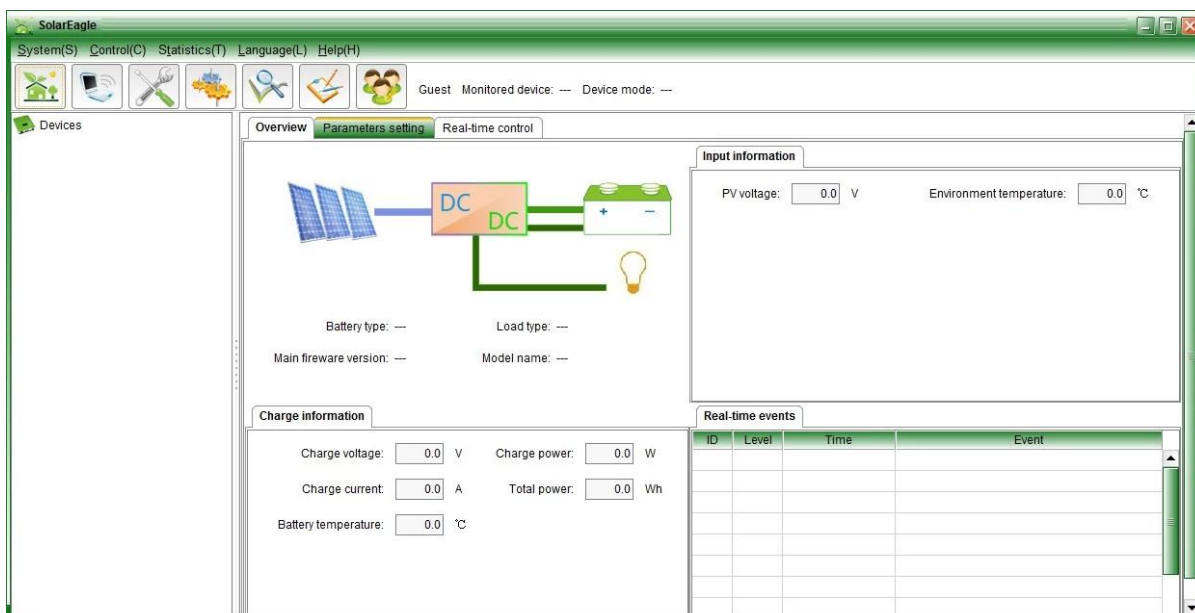 SolarEagle
System(S) Control(C) Statistics(T) Language(L) Help(H)
Guest Monitored device: --- Device mode: ---
Devices
Overview Parameters setting Real-time control
DC
DC
+ −
Battery type: --- Load type: ---
Main fireware version: --- Model name: ---
Input information
PV voltage: 0.0 V Environment temperature: 0.0 ℃
Charge information
Charge voltage: 0.0 V Charge power: 0.0 W
Charge current: 0.0 A Total power: 0.0 Wh
Battery temperature: 0.0 ℃
Real-time events
ID Level Time Event